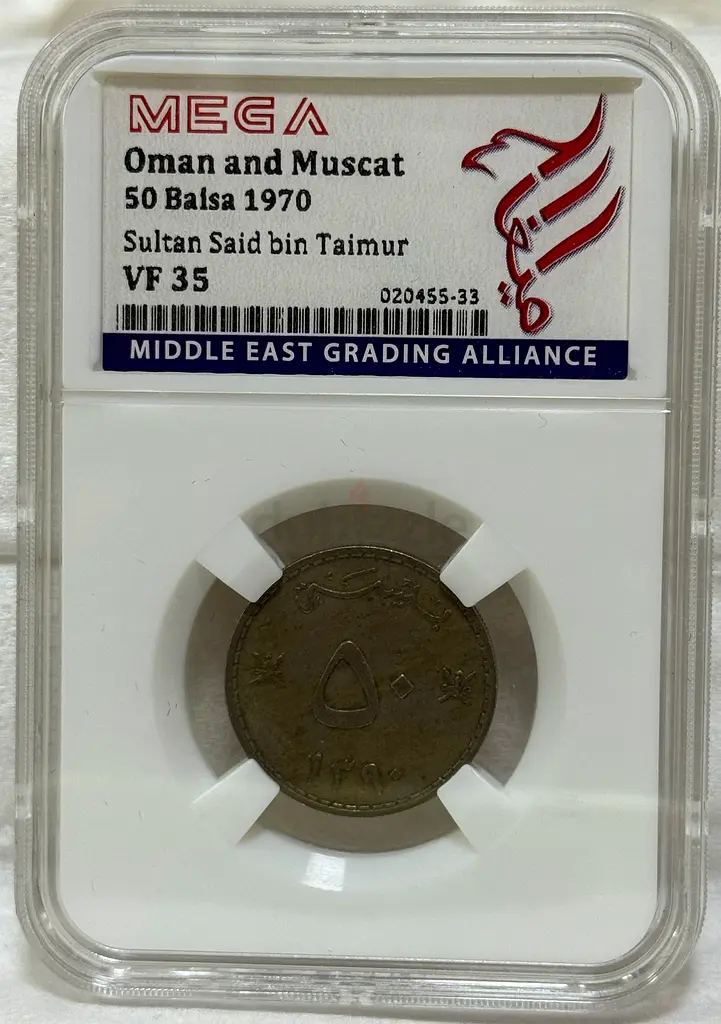 MEGA
Oman and Muscat
50 Baisa 1970
Sultan Said bin Taimur
VF 35
020455-33
MIDDLE EAST GRADING ALLIANCE
ميجا
٥٠
١٣٩٠